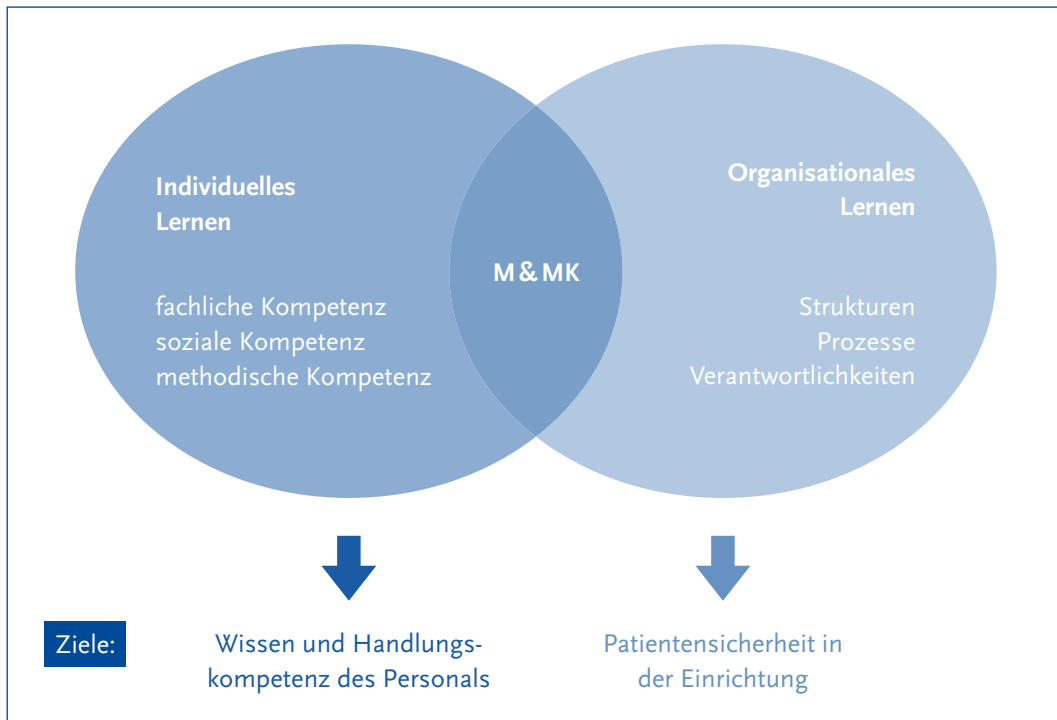 Individuelles
Lernen
fachliche Kompetenz
soziale Kompetenz
methodische Kompetenz
M & MK
Organisationales
Lernen
Strukturen
Prozesse
Verantwortlichkeiten
Ziele:
Wissen und Handlungs-
kompetenz des Personals
Patientensicherheit in
der Einrichtung